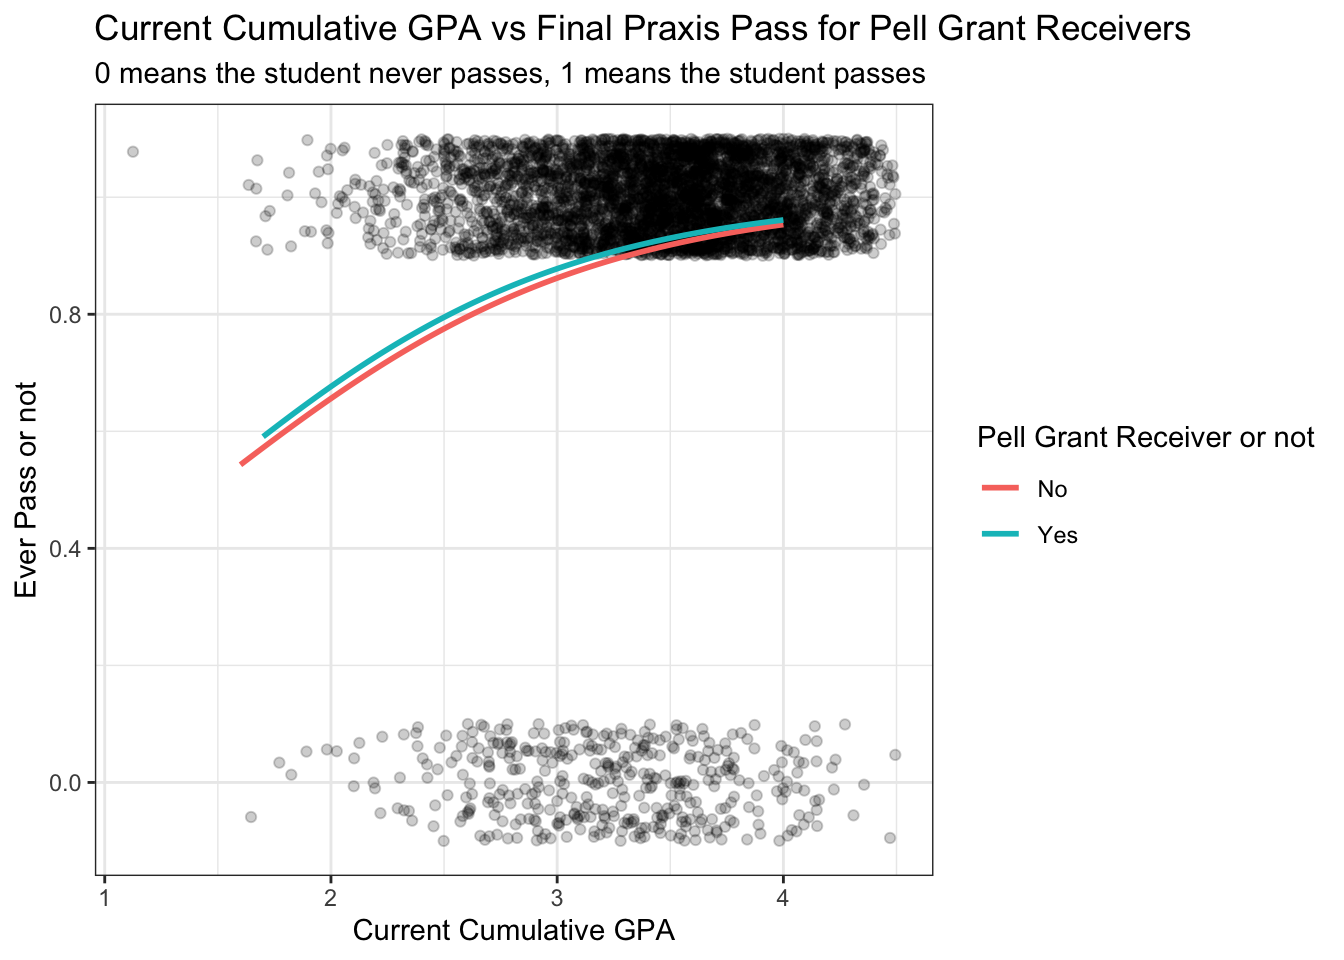 Current Cumulative GPA vs Final Praxis Pass for Pell Grant Receivers
0 means the student never passes, 1 means the student passes
Ever Pass or not
0.8
0.4
0.0
1 2 3 4
Current Cumulative GPA
Pell Grant Receiver or not
No
Yes